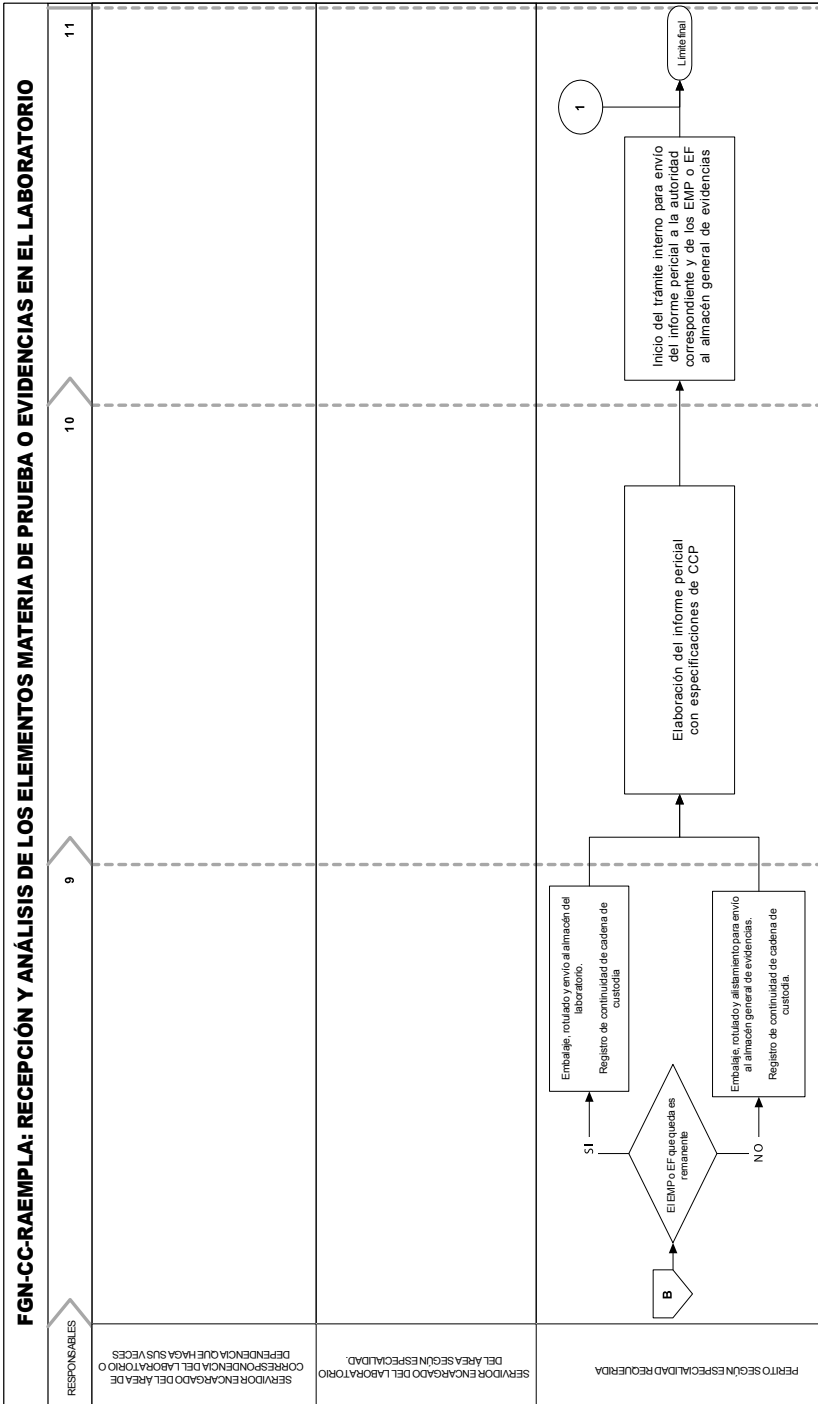 FGN-CC-RAEMPLA: RECEPCIÓN Y ANÁLISIS DE LOS ELEMENTOS MATERIA DE PRUEBA O EVIDENCIAS EN EL LABORATORIO
RESPONSABLES
9
10
11
SERVIDOR ENCARGADO DEL ÁREA DE
CORRESPONDENCIA DEL LABORATORIO O
DEPENDENCIA QUE HAGA SUS VECES
SERVIDOR ENCARGADO DEL LABORATORIO
DEL ÁREA SEGÚN ESPECIALIDAD.
PERITO SEGÚN ESPECIALIDAD REQUERIDA
B
El EMP o EF que queda es
remanente
SI
NO
Embalaje, rotulado y envío al almacén del
laboratorio.
Registro de continuidad de cadena de
custodia
Embalaje, rotulado y alistamiento para envío
al almacén general de evidencias.
Registro de continuidad de cadena de
custodia.
Elaboración del informe pericial
con especificaciones de CCP
Inicio del trámite interno para envío
del informe pericial a la autoridad
correspondiente y de los EMP o EF
al almacén general de evidencias
1
Límite final